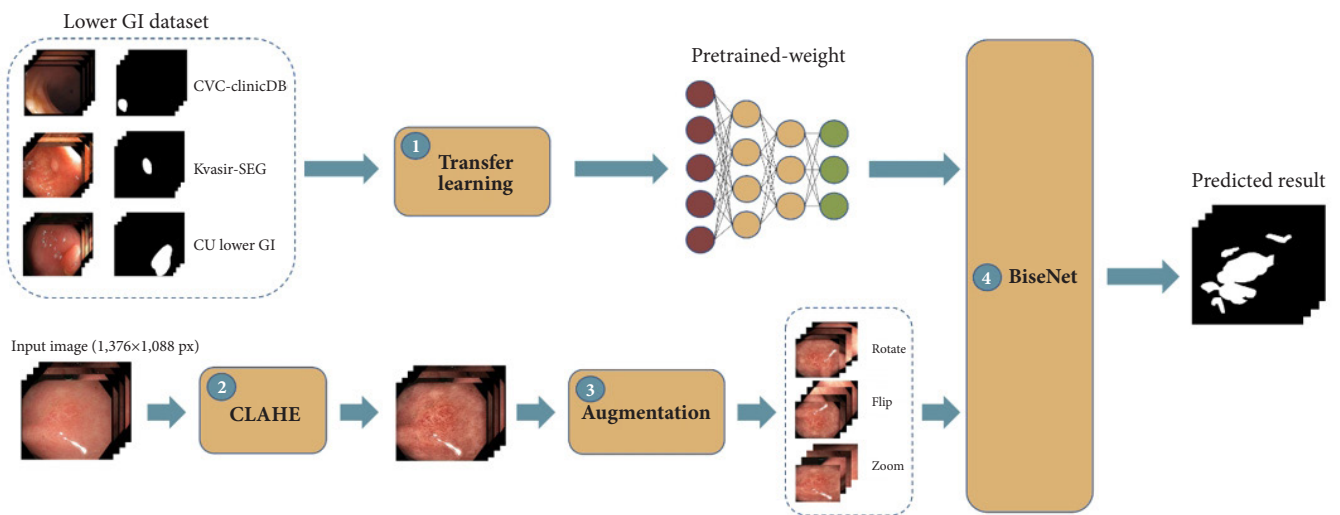 Lower GI dataset
CVC-clinicDB
Kvasir-SEG
CU lower GI
1
Transfer
learning
Pretrained-weight
Input image (1,376×1,088 px)
2
CLAHE
3
Augmentation
Rotate
Flip
Zoom
4
BiseNet
Predicted result